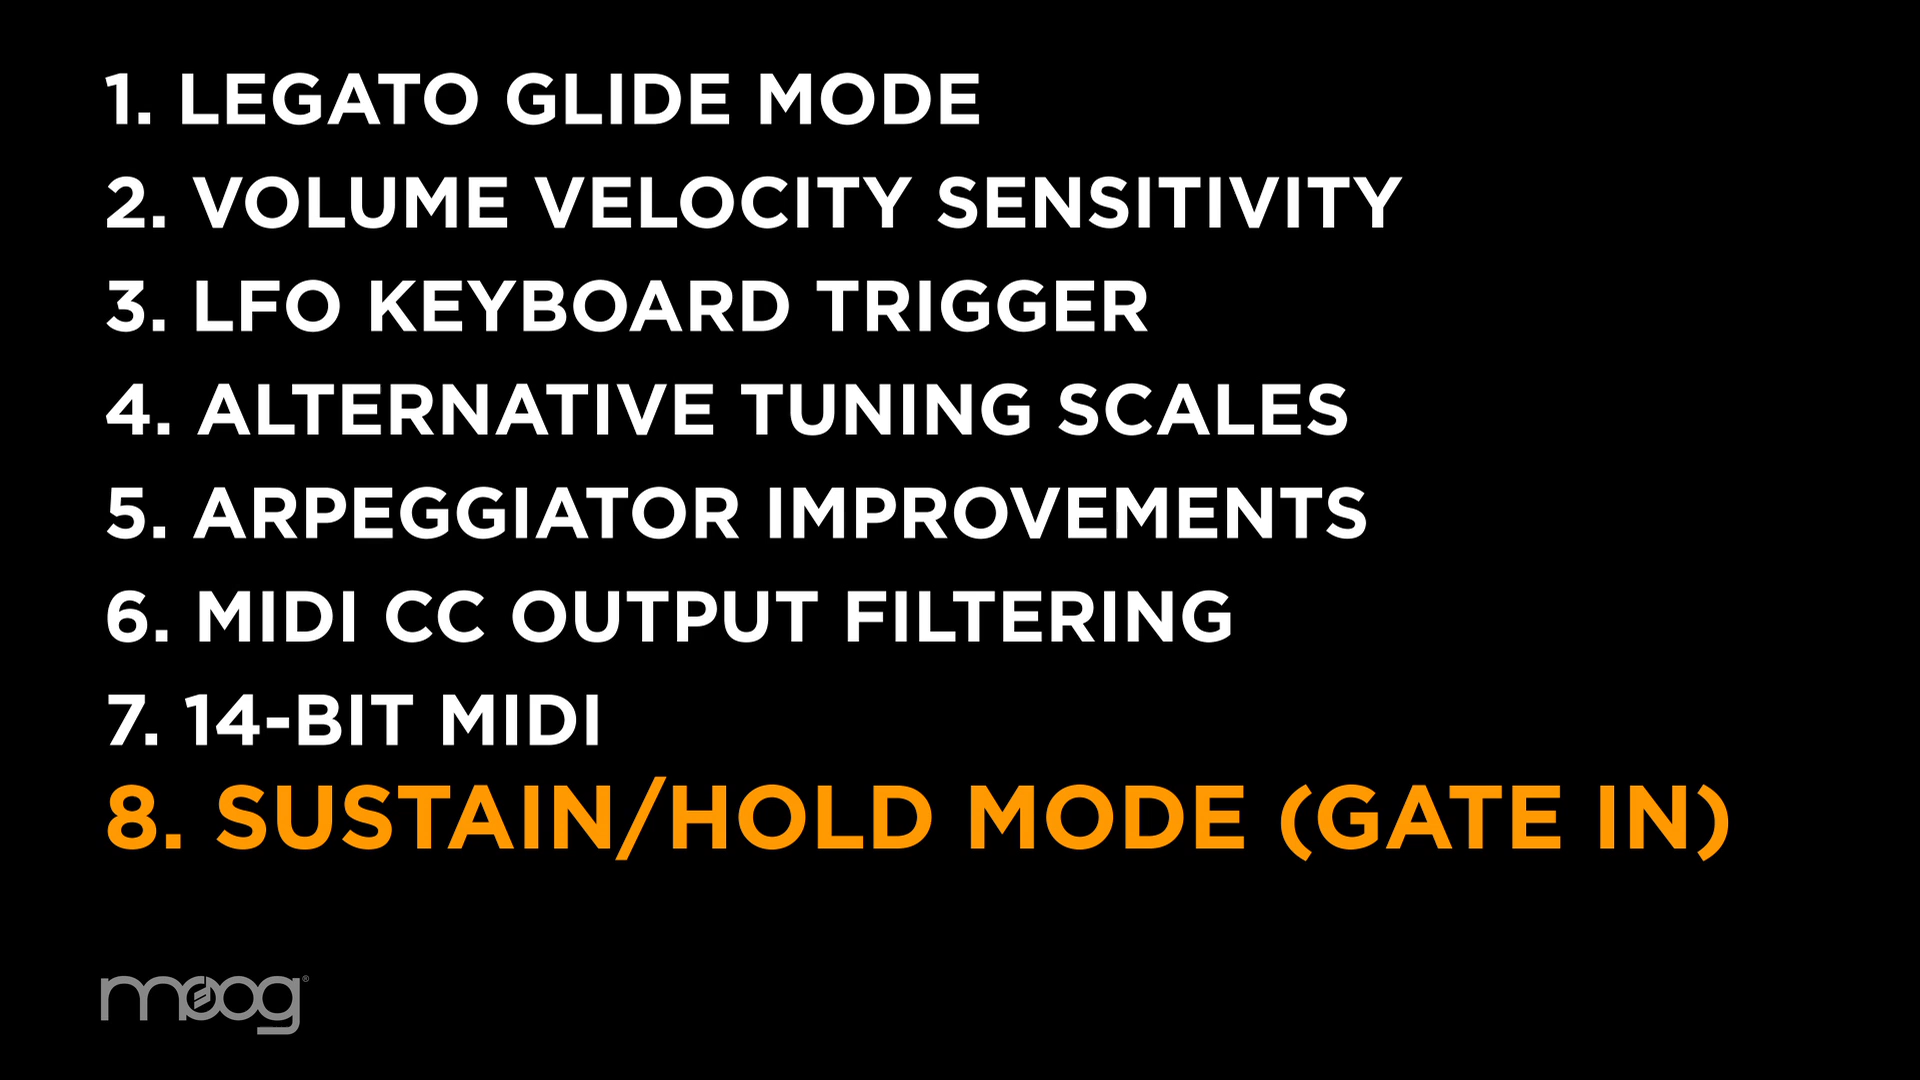 1. LEGATO GLIDE MODE
2. VOLUME VELOCITY SENSITIVITY
3. LFO KEYBOARD TRIGGER
4. ALTERNATIVE TUNING SCALES
5. ARPEGGIATOR IMPROVEMENTS
6. MIDI CC OUTPUT FILTERING
7. 14-BIT MIDI
8. SUSTAIN/HOLD MODE (GATE IN)
moog®